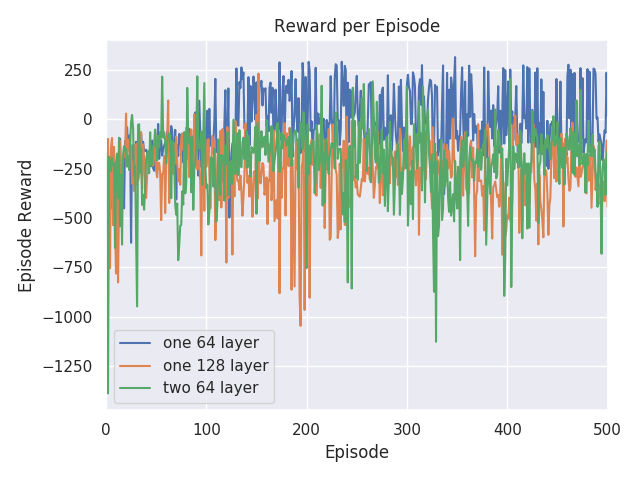 Reward per Episode
Episode Reward
250
0
−250
−500
−750
−1000
−1250
one 64 layer
one 128 layer
two 64 layer
0 100 200 300 400 500
Episode